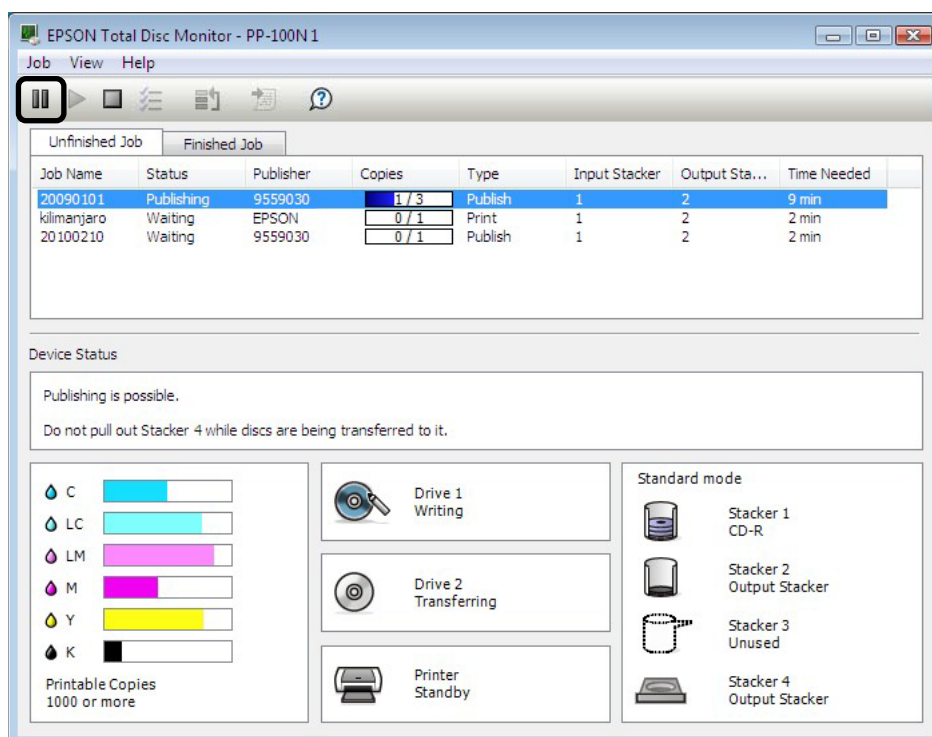 EPSON Total Disc Monitor - PP-100N 1
Job View Help
Unfinished Job Finished Job
Job Name Status Publisher Copies Type Input Stacker Output Sta... Time Needed
20090101 Publishing 9559030 1 / 3 Publish 1 2 9 min
kilimanjaro Waiting EPSON 0 / 1 Print 1 2 2 min
20100210 Waiting 9559030 0 / 1 Publish 1 2 2 min
Device Status
Publishing is possible.
Do not pull out Stacker 4 while discs are being transferred to it.
C
LC
LM
M
Y
K
Printable Copies
1000 or more
Drive 1
Writing
Drive 2
Transferring
Printer
Standby
Standard mode
Stacker 1
CD-R
Stacker 2
Output Stacker
Stacker 3
Unused
Stacker 4
Output Stacker